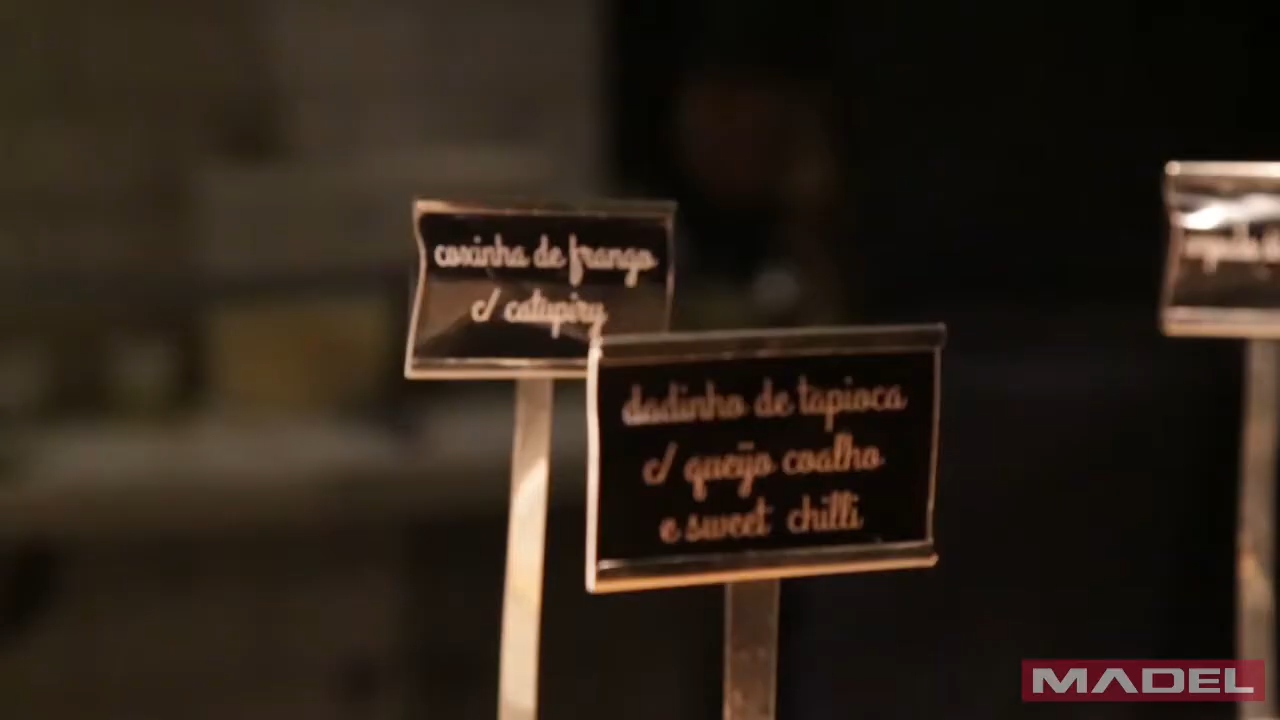 coxinha de frango
c/ catupiry
dadinho de tapioca
c/ queijo coalho
e sweet chilli
MADEL